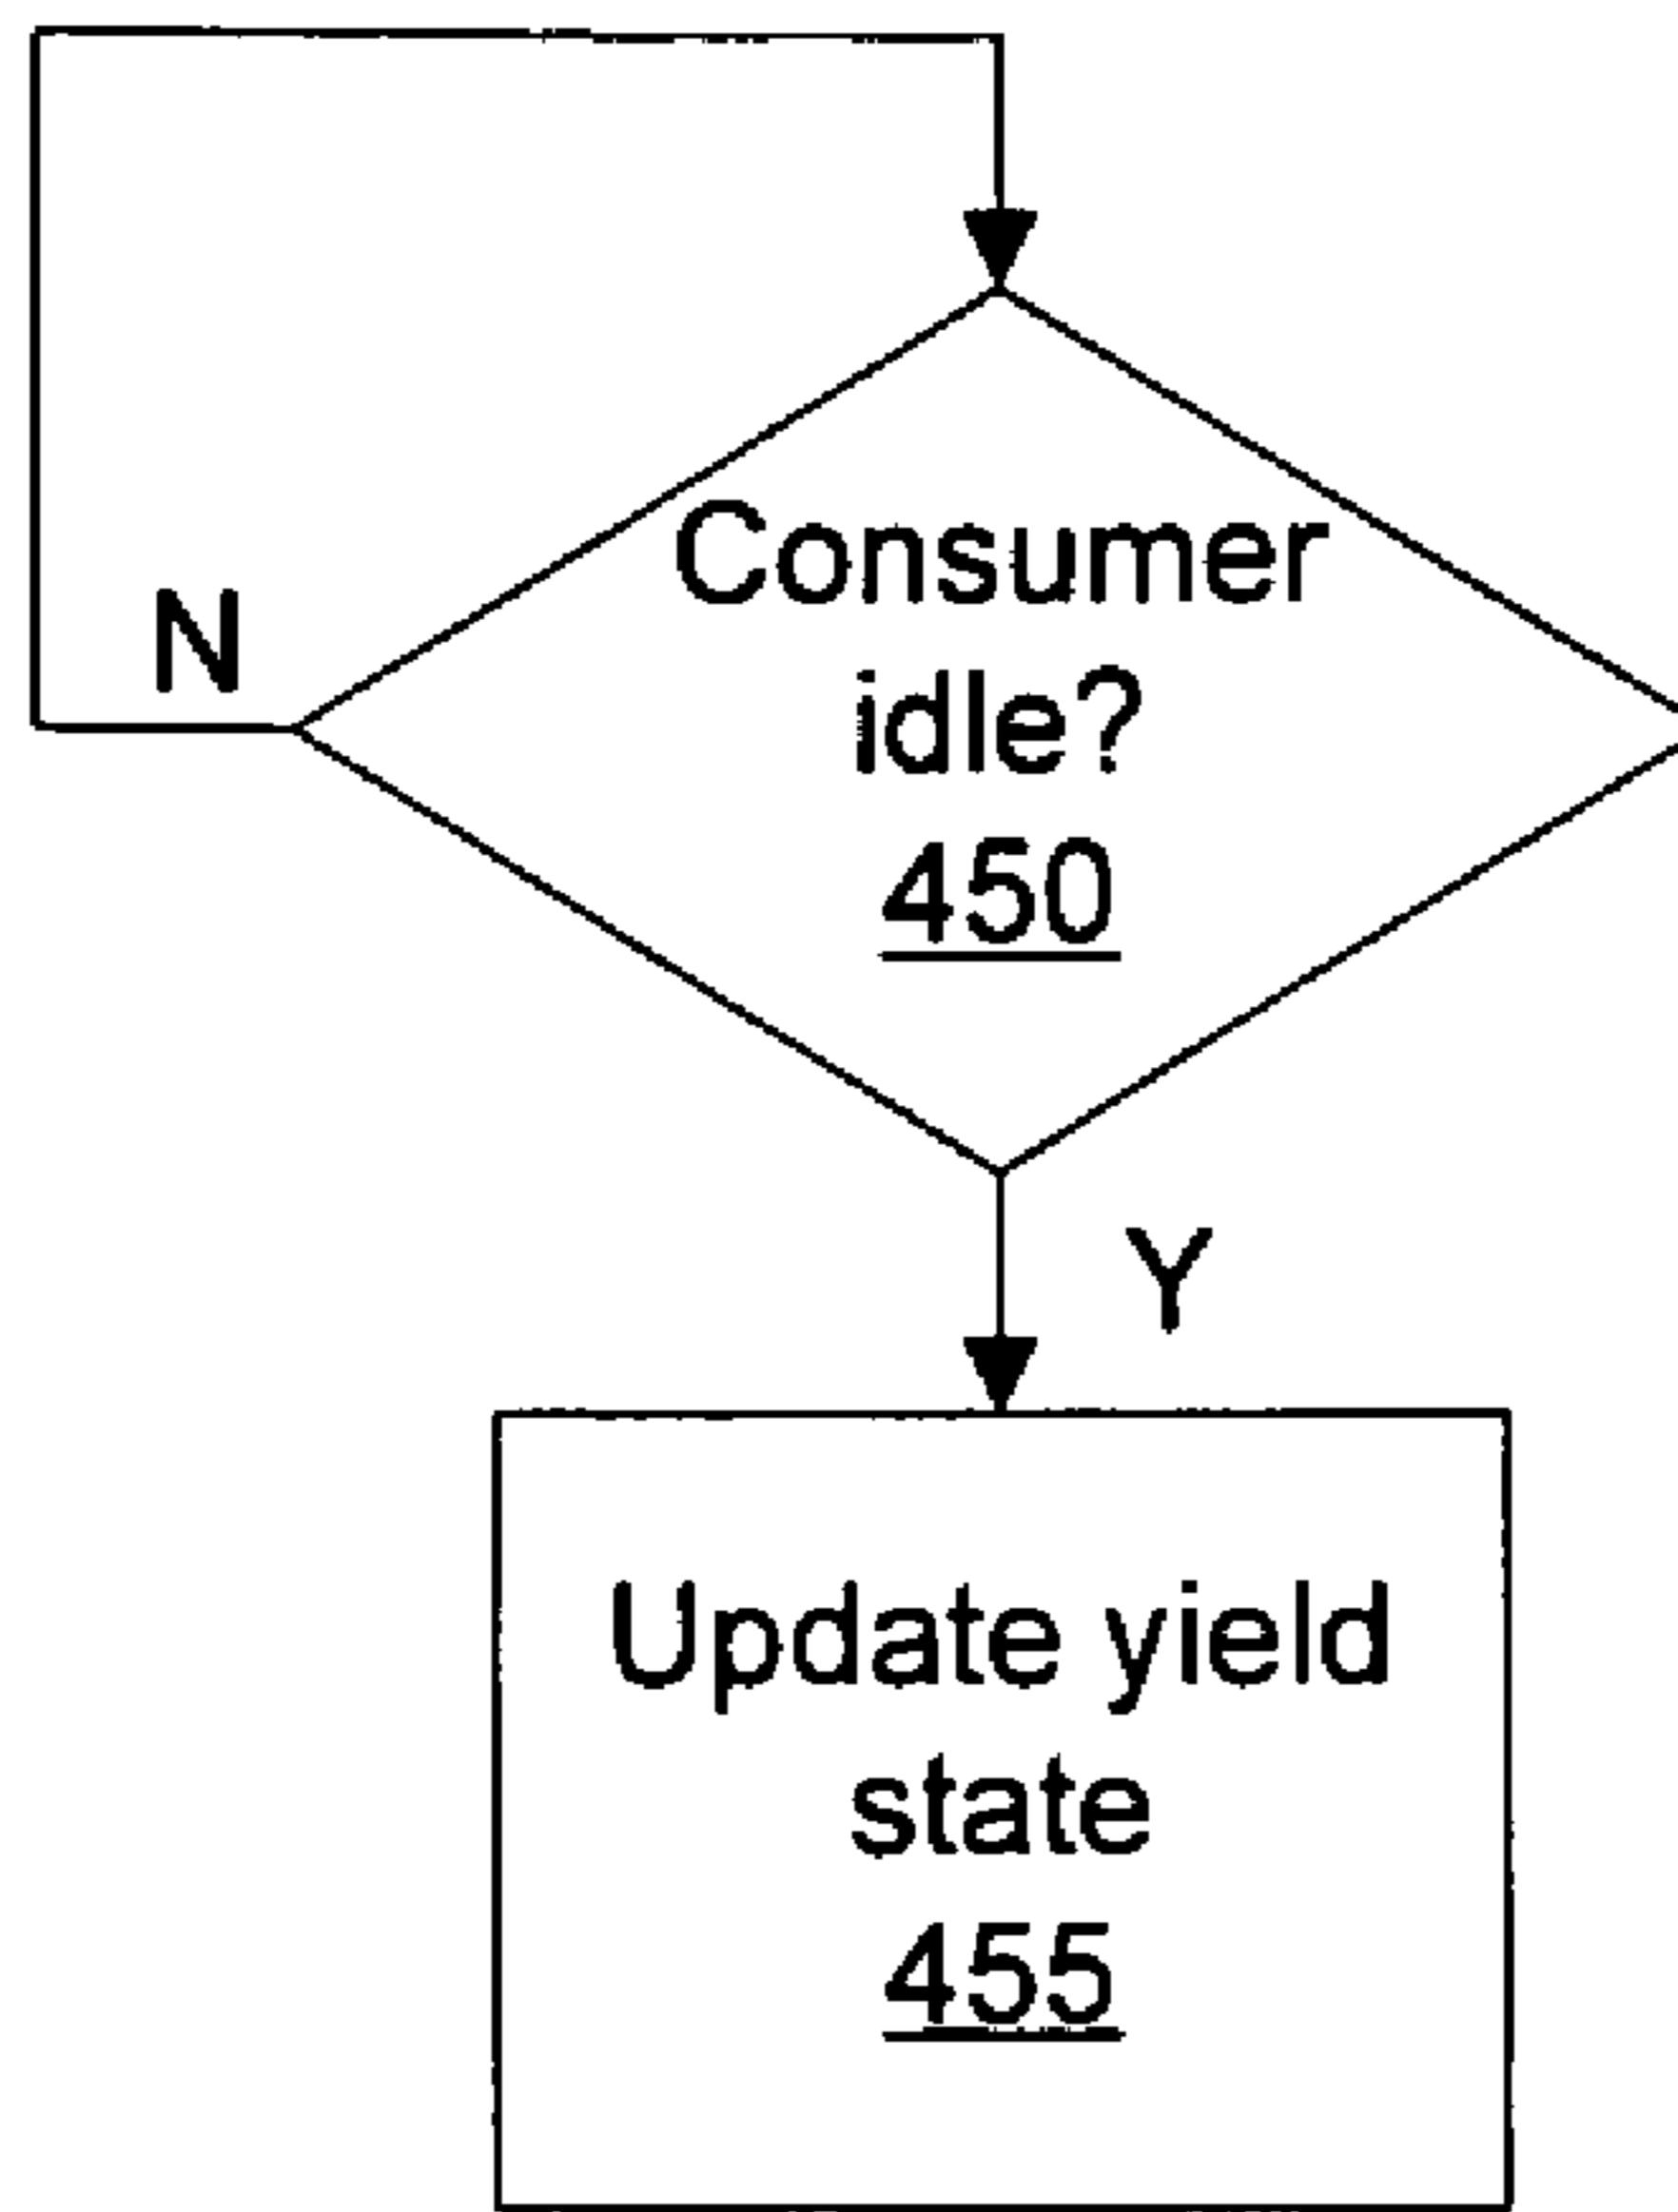 Consumer
idle?
450
N
Y
Update yield
state
455